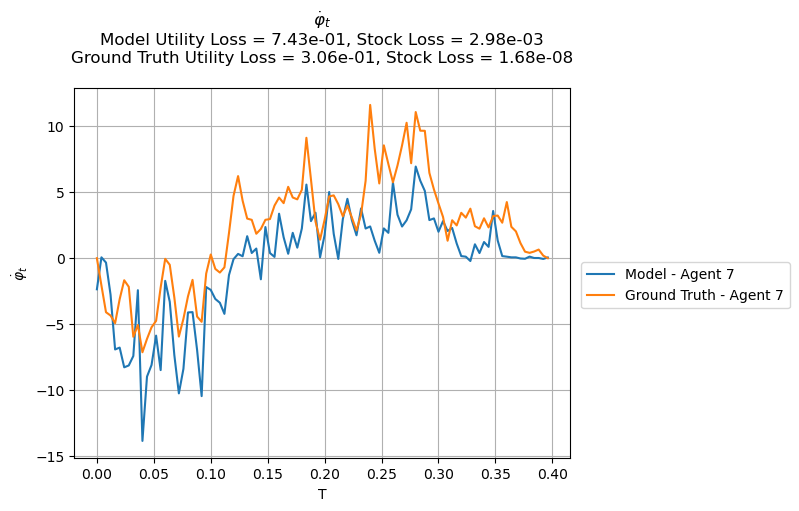 φ̇ₜ
Model Utility Loss = 7.43e-01, Stock Loss = 2.98e-03
Ground Truth Utility Loss = 3.06e-01, Stock Loss = 1.68e-08
φ̇ₜ
10
5
0
−5
−10
−15
0.00 0.05 0.10 0.15 0.20 0.25 0.30 0.35 0.40
T
Model - Agent 7
Ground Truth - Agent 7